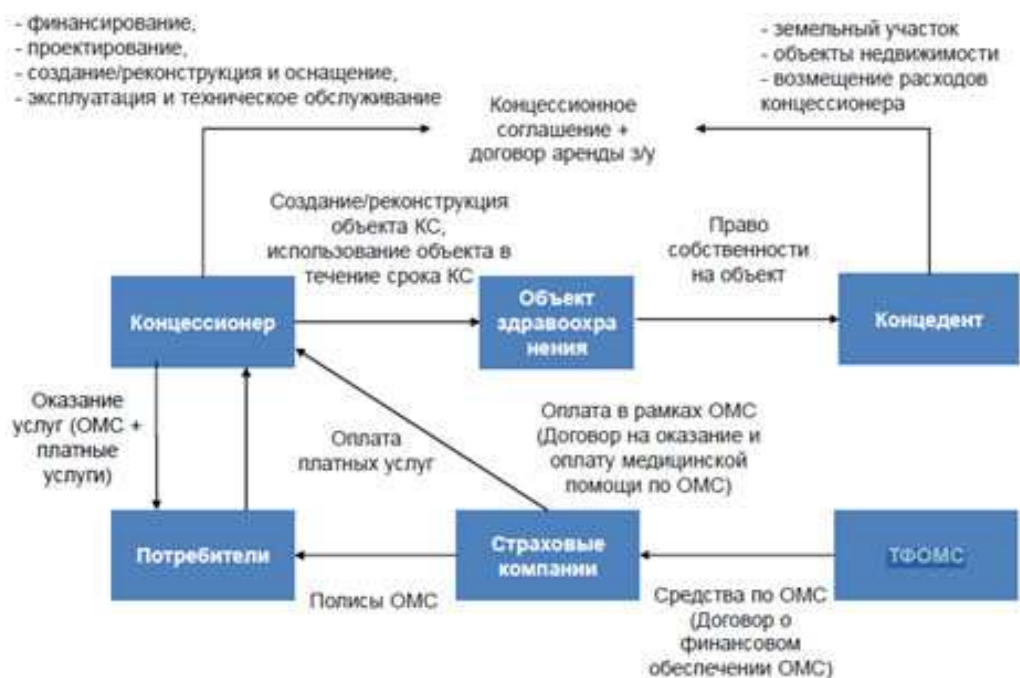 - финансирование,
- проектирование,
- создание/реконструкция и оснащение,
- эксплуатация и техническое обслуживание
- земельный участок
- объекты недвижимости
- возмещение расходов
концессионера
Концессионное
соглашение +
договор аренды з/у
Создание/реконструкция
объекта КС,
использование объекта в
течение срока КС
Право
собственности
на объект
Концессионер
Объект
здравоохра
нения
Концедент
Оказание
услуг (ОМС +
платные
услуги)
Оплата
платных услуг
Оплата в рамках ОМС
(Договор на оказание и
оплату медицинской
помощи по ОМС)
Потребители
Страховые
компании
ТФОМС
Полисы ОМС
Средства по ОМС
(Договор о
финансовом
обеспечении ОМС)